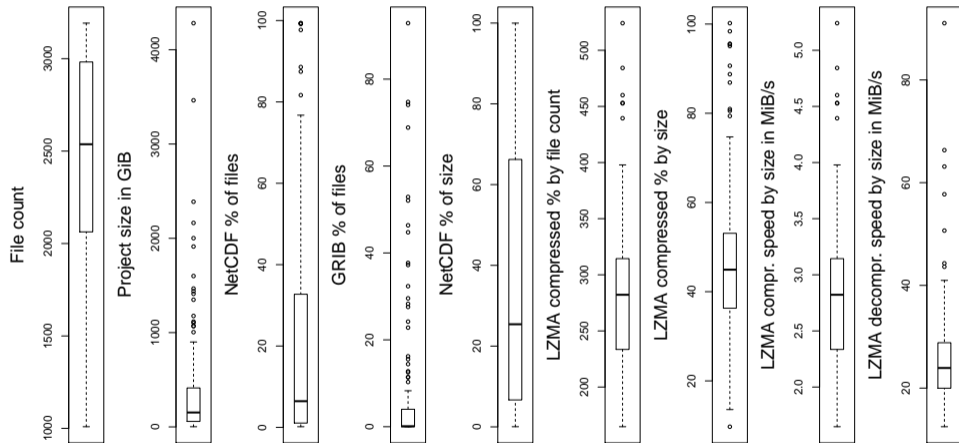 File count
1000 1500 2000 2500 3000
Project size in GiB
0 1000 2000 3000 4000
NetCDF % of files
0 20 40 60 80 100
GRIB % of files
0 20 40 60 80
NetCDF % of size
0 20 40 60 80 100
LZMA compressed % by file count
200 250 300 350 400 450 500
LZMA compressed % by size
20 40 60 80 100
LZMA compr. speed by size in MiB/s
2.0 2.5 3.0 3.5 4.0 4.5 5.0
LZMA decompr. speed by size in MiB/s
20 40 60 80